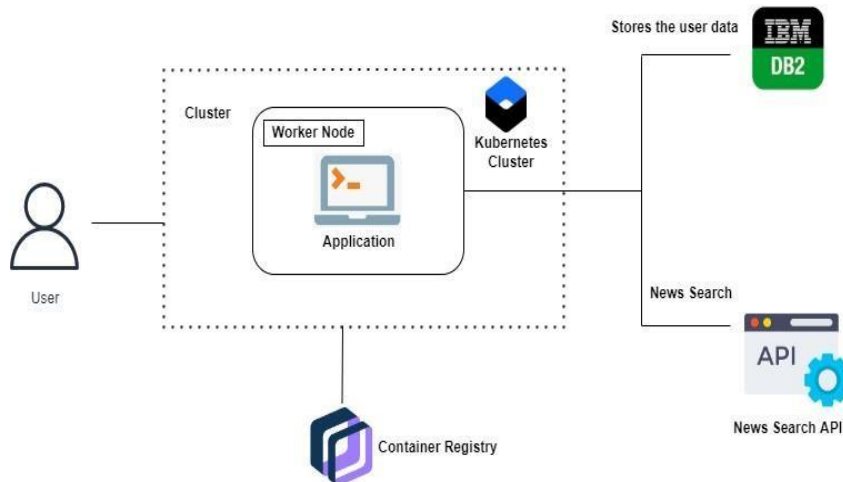 Stores the user data
IBM
DB2
Cluster
Worker Node
Kubernetes
Cluster
Application
User
News Search
API
News Search API
Container Registry